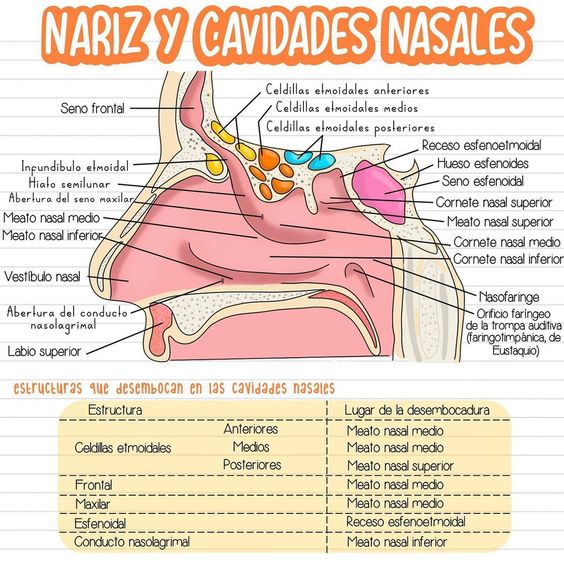 NARIZ Y CAVIDADES NASALES
Celdillas etmoidales anteriores
Celdillas etmoidales medios
Celdillas etmoidales posteriores
Seno frontal
Receso esfenoetmoidal
Hueso esfenoides
Seno esfenoidal
Cornete nasal superior
Meato nasal superior
Cornete nasal medio
Cornete nasal inferior
Infundibulo etmoidal
Hiato semilunar
Abertura del seno maxilar
Meato nasal medio
Meato nasal inferior
Vestíbulo nasal
Abertura del conducto
nasolagrimal
Labio superior
Nasofaringe
Orificio faríngeo
de la trompa auditiva
(faringotimpánica, de
Eustaquio)
estructuras que desembocan en las cavidades nasales
Estructura Lugar de la desembocadura
Anteriores Meato nasal medio
Celdillas etmoidales Medios Meato nasal medio
Posteriores Meato nasal superior
Frontal Meato nasal medio
Maxilar Meato nasal medio
Esfenoidal Receso esfenoetmoidal
Conducto nasolagrimal Meato nasal inferior